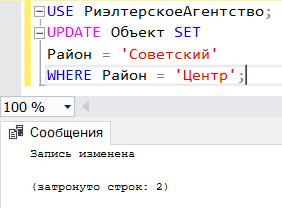 USE РиэлтерскоеАгентство;
UPDATE Объект SET
Район = 'Советский'
WHERE Район = 'Центр';
100 %
Сообщения
Запись изменена
(затронуто строк: 2)